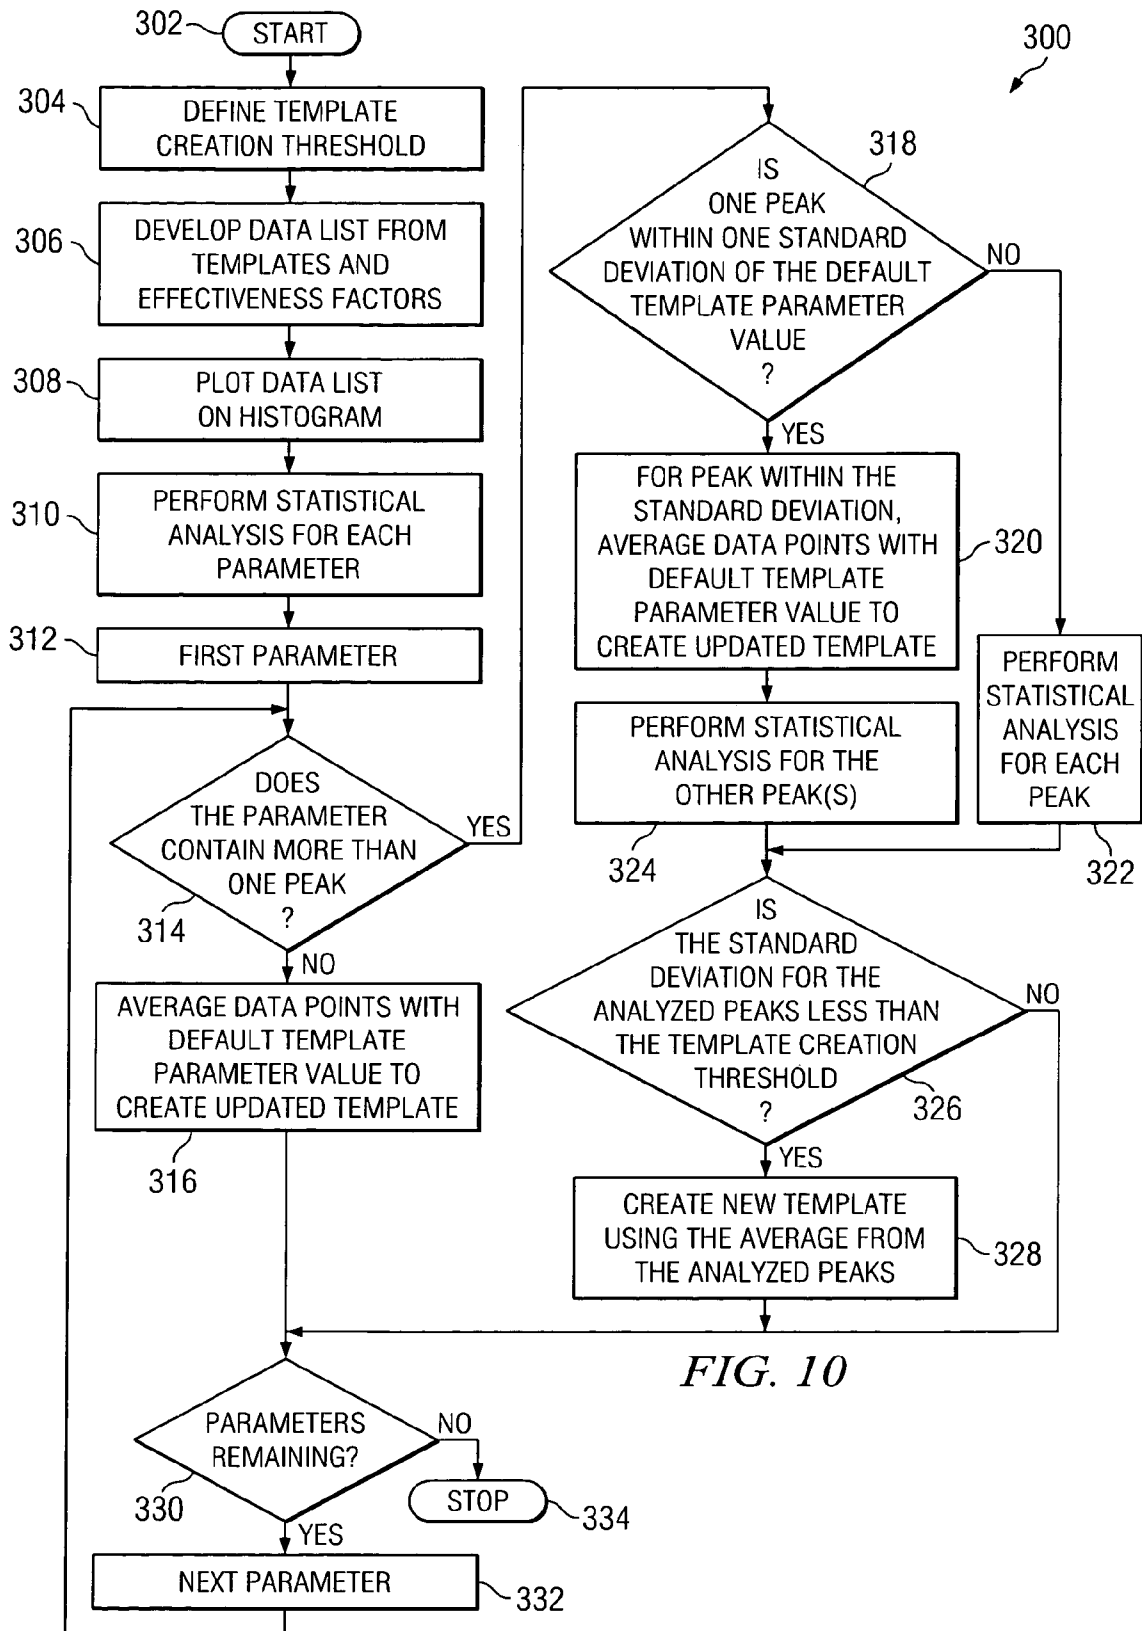 302
START
300
304
DEFINE TEMPLATE
CREATION THRESHOLD
306
DEVELOP DATA LIST FROM
TEMPLATES AND
EFFECTIVENESS FACTORS
308
PLOT DATA LIST
ON HISTOGRAM
310
PERFORM STATISTICAL
ANALYSIS FOR EACH
PARAMETER
312
FIRST PARAMETER
DOES
THE PARAMETER
CONTAIN MORE THAN
ONE PEAK
?
YES
314
NO
AVERAGE DATA POINTS WITH
DEFAULT TEMPLATE
PARAMETER VALUE TO
CREATE UPDATED TEMPLATE
316
318
IS
ONE PEAK
WITHIN ONE STANDARD
DEVIATION OF THE DEFAULT
TEMPLATE PARAMETER
VALUE
?
NO
YES
FOR PEAK WITHIN THE
STANDARD DEVIATION,
AVERAGE DATA POINTS WITH
DEFAULT TEMPLATE
PARAMETER VALUE TO
CREATE UPDATED TEMPLATE
320
PERFORM STATISTICAL
ANALYSIS FOR THE
OTHER PEAK(S)
324
PERFORM
STATISTICAL
ANALYSIS
FOR EACH
PEAK
322
IS
THE STANDARD
DEVIATION FOR THE
ANALYZED PEAKS LESS THAN
THE TEMPLATE CREATION
THRESHOLD
?
NO
326
YES
CREATE NEW TEMPLATE
USING THE AVERAGE FROM
THE ANALYZED PEAKS
328
FIG. 10
PARAMETERS
REMAINING?
NO
330
STOP
334
YES
NEXT PARAMETER
332